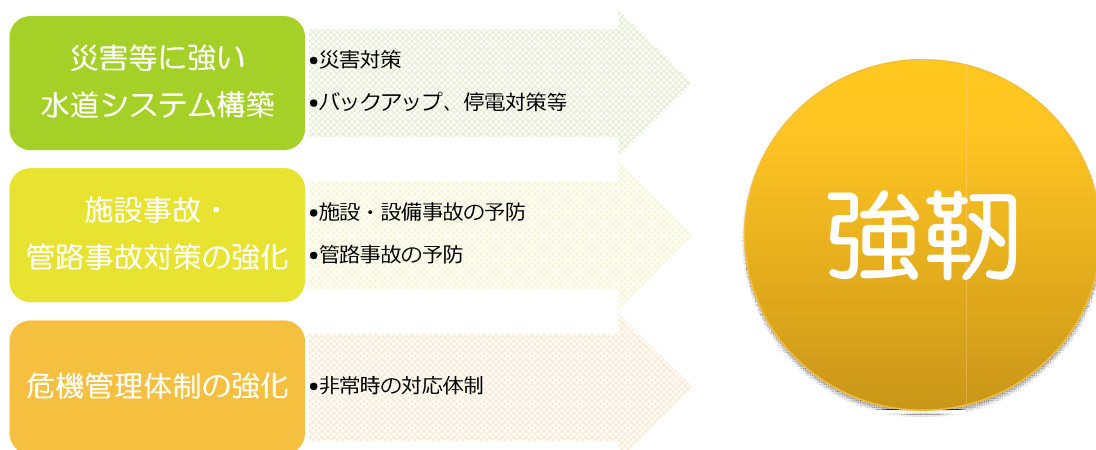 災害等に強い
水道システム構築
•災害対策
•バックアップ、停電対策等
施設事故・
管路事故対策の強化
•施設・設備事故の予防
•管路事故の予防
危機管理体制の強化
•非常時の対応体制
強靭